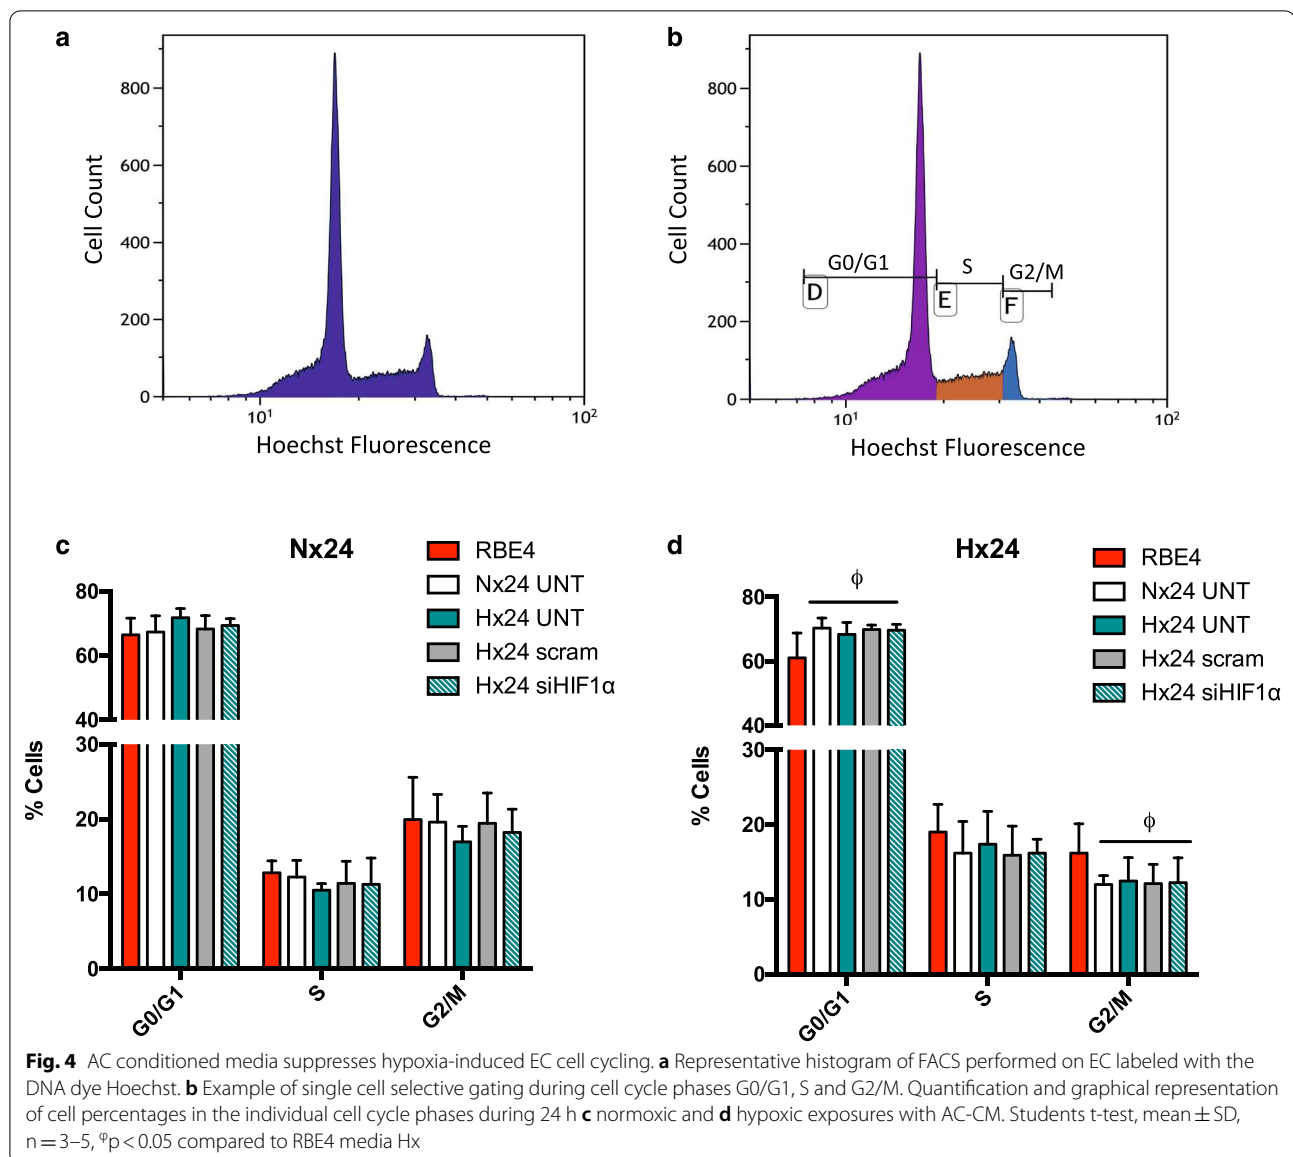 a
800
600
400
200
0
Cell Count
10¹
10²
Hoechst Fluorescence
b
800
600
400
200
0
Cell Count
G0/G1
S
G2/M
D
E
F
10¹
10²
Hoechst Fluorescence
c
Nx24
RBE4
Nx24 UNT
Hx24 UNT
Hx24 scram
Hx24 siHIF1α
80
60
40
30
20
10
0
% Cells
G0/G1
S
G2/M
d
Hx24
RBE4
Nx24 UNT
Hx24 UNT
Hx24 scram
Hx24 siHIF1α
ϕ
ϕ
80
60
40
30
20
10
0
% Cells
G0/G1
S
G2/M
Fig. 4 AC conditioned media suppresses hypoxia-induced EC cell cycling. a Representative histogram of FACS performed on EC labeled with the
DNA dye Hoechst. b Example of single cell selective gating during cell cycle phases G0/G1, S and G2/M. Quantification and graphical representation
of cell percentages in the individual cell cycle phases during 24 h c normoxic and d hypoxic exposures with AC-CM. Students t-test, mean ± SD,
n = 3–5, ᵠp < 0.05 compared to RBE4 media Hx